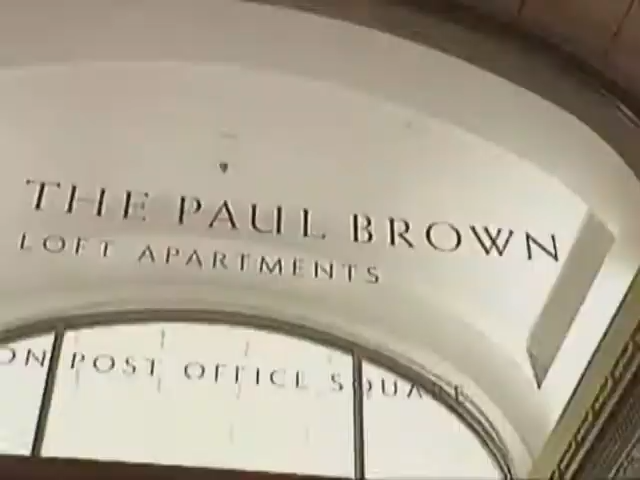 THE PAUL BROWN
LOFT APARTMENTS
ON POST OFFICE SQUARE